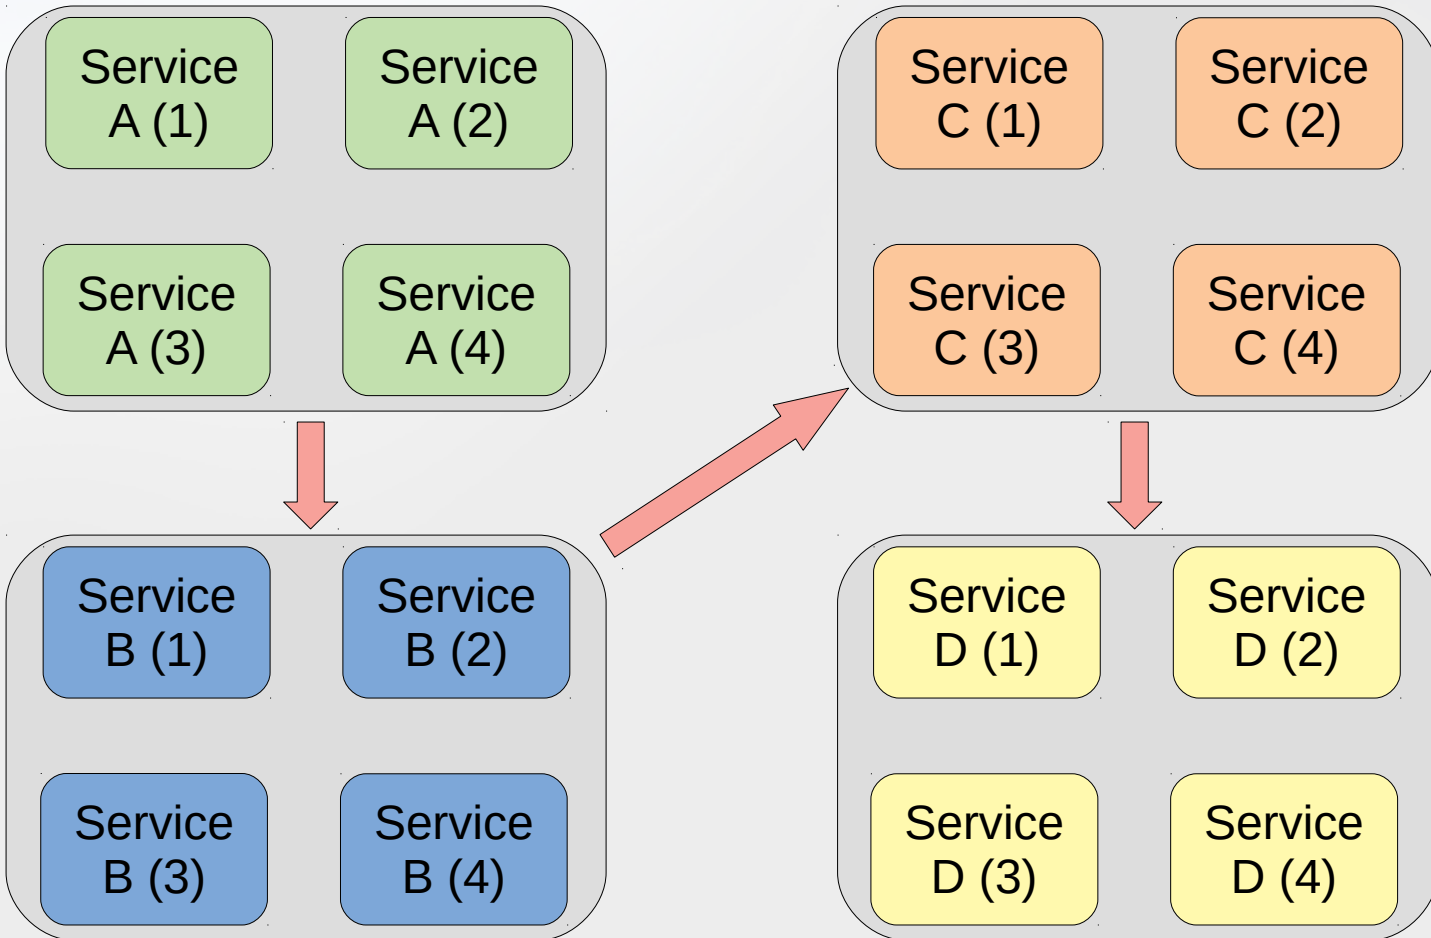 Service
A (1)
Service
A (2)
Service
A (3)
Service
A (4)
Service
B (1)
Service
B (2)
Service
B (3)
Service
B (4)
Service
C (1)
Service
C (2)
Service
C (3)
Service
C (4)
Service
D (1)
Service
D (2)
Service
D (3)
Service
D (4)